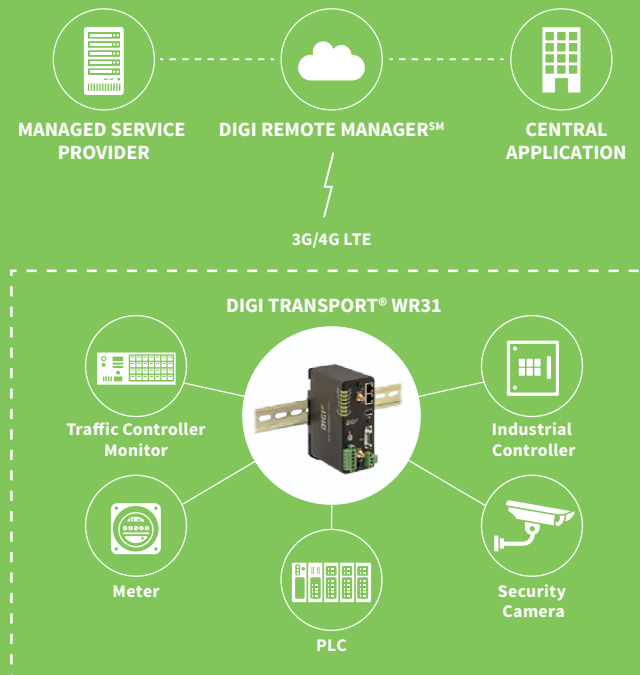 MANAGED SERVICE
PROVIDER
DIGI REMOTE MANAGER℠
CENTRAL
APPLICATION
3G/4G LTE
DIGI TRANSPORT® WR31
Traffic Controller
Monitor
Industrial
Controller
DIGI
Meter
Security
Camera
PLC